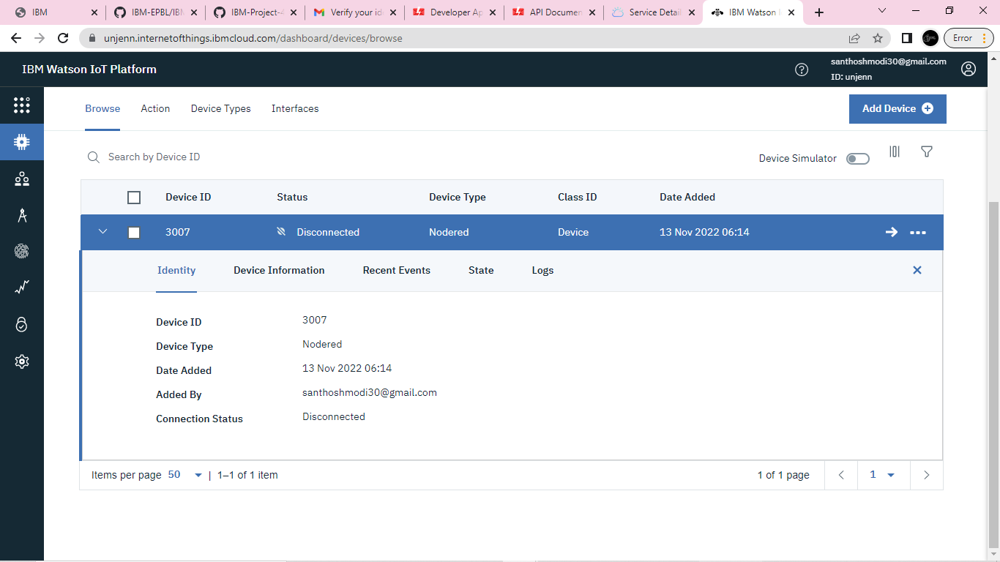 IBM
IBM-EPBL/IBM
IBM-Project-4
Verify your ide
Developer Ap
API Documen
Service Detail
IBM Watson I
unjenn.internetofthings.ibmcloud.com/dashboard/devices/browse
Error
IBM Watson IoT Platform
santhoshmodi30@gmail.com
ID: unjenn
Browse Action Device Types Interfaces
Add Device
Search by Device ID
Device Simulator
Device ID Status Device Type Class ID Date Added
3007 Disconnected Nodered Device 13 Nov 2022 06:14
Identity Device Information Recent Events State Logs
Device ID 3007
Device Type Nodered
Date Added 13 Nov 2022 06:14
Added By santhoshmodi30@gmail.com
Connection Status Disconnected
Items per page 50 | 1–1 of 1 item 1 of 1 page 1